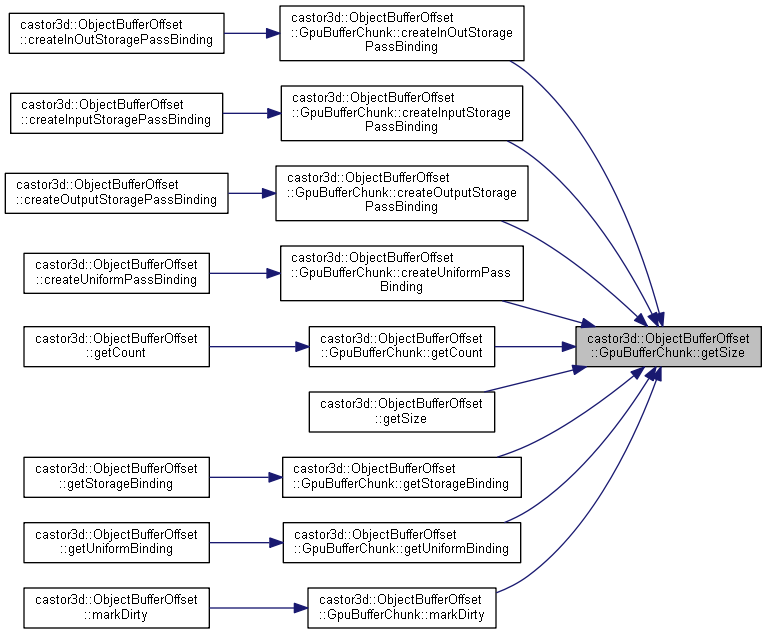 castor3d::ObjectBufferOffset
::createInOutStoragePassBinding
castor3d::ObjectBufferOffset
::GpuBufferChunk::createInOutStorage
PassBinding
castor3d::ObjectBufferOffset
::createInputStoragePassBinding
castor3d::ObjectBufferOffset
::GpuBufferChunk::createInputStorage
PassBinding
castor3d::ObjectBufferOffset
::createOutputStoragePassBinding
castor3d::ObjectBufferOffset
::GpuBufferChunk::createOutputStorage
PassBinding
castor3d::ObjectBufferOffset
::createUniformPassBinding
castor3d::ObjectBufferOffset
::GpuBufferChunk::createUniformPass
Binding
castor3d::ObjectBufferOffset
::getCount
castor3d::ObjectBufferOffset
::GpuBufferChunk::getCount
castor3d::ObjectBufferOffset
::GpuBufferChunk::getSize
castor3d::ObjectBufferOffset
::getSize
castor3d::ObjectBufferOffset
::getStorageBinding
castor3d::ObjectBufferOffset
::GpuBufferChunk::getStorageBinding
castor3d::ObjectBufferOffset
::getUniformBinding
castor3d::ObjectBufferOffset
::GpuBufferChunk::getUniformBinding
castor3d::ObjectBufferOffset
::markDirty
castor3d::ObjectBufferOffset
::GpuBufferChunk::markDirty